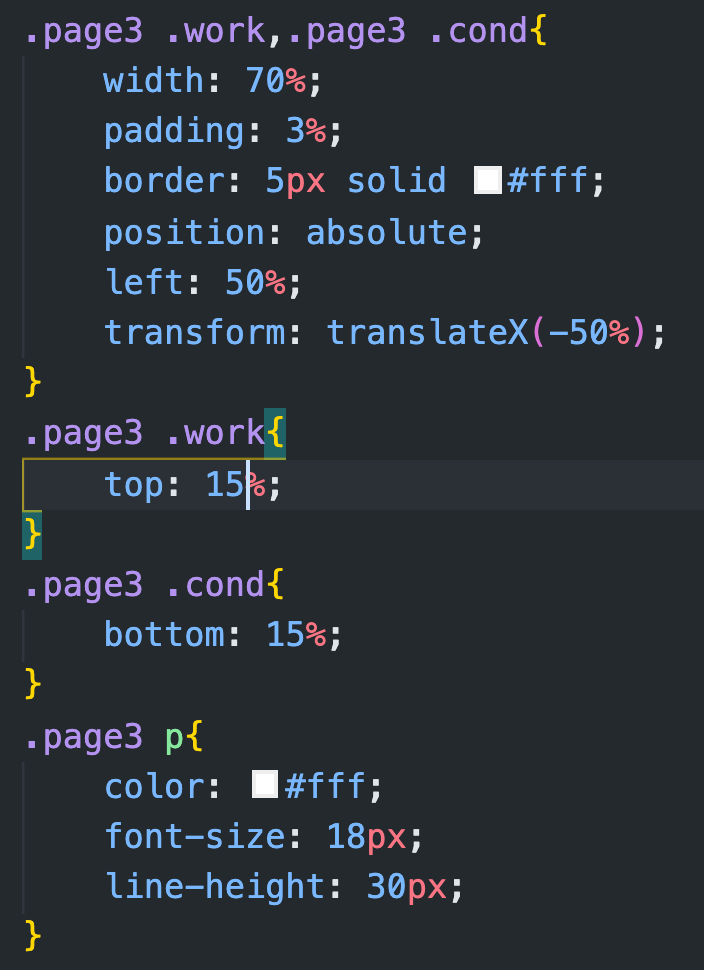 .page3 .work,.page3 .cond{
    width: 70%;
    padding: 3%;
    border: 5px solid #fff;
    position: absolute;
    left: 50%;
    transform: translateX(-50%);
}
.page3 .work{
    top: 15%;
}
.page3 .cond{
    bottom: 15%;
}
.page3 p{
    color: #fff;
    font-size: 18px;
    line-height: 30px;
}